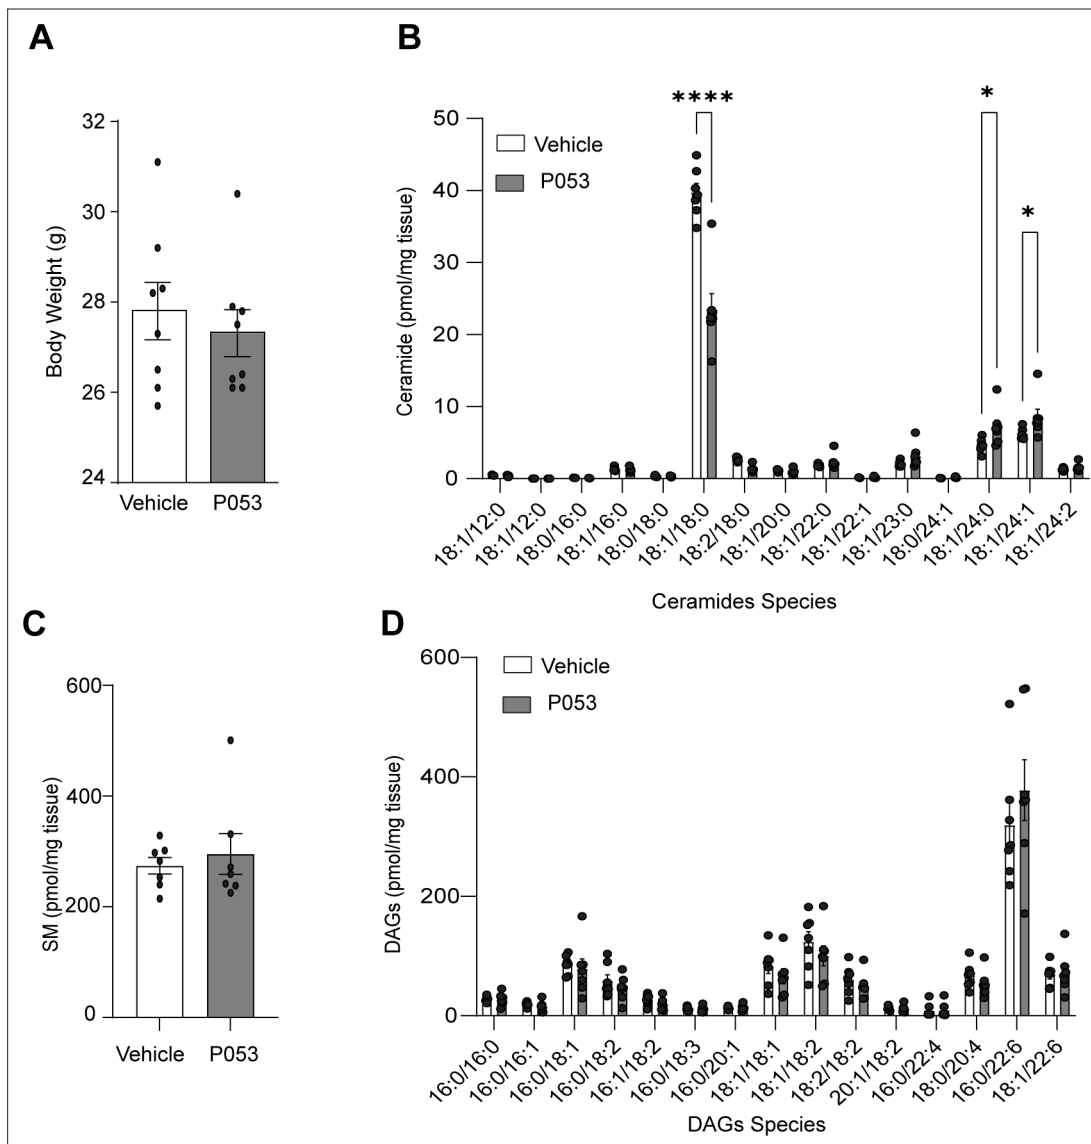 A
32
30
28
26
24
Body Weight (g)
Vehicle
P053
B
****
*
*
50
40
30
20
10
0
Ceramide (pmol/mg tissue)
Vehicle
P053
18:1/12:0
18:1/12:0
18:0/16:0
18:1/16:0
18:0/18:0
18:1/18:0
18:2/18:0
18:1/20:0
18:1/22:0
18:1/22:1
18:1/23:0
18:0/24:1
18:1/24:0
18:1/24:1
18:1/24:2
Ceramides Species
C
600
400
200
0
SM (pmol/mg tissue)
Vehicle
P053
D
600
400
200
0
DAGs (pmol/mg tissue)
Vehicle
P053
16:0/16:0
16:0/16:1
16:0/18:1
16:0/18:2
16:1/18:2
16:0/18:3
16:0/20:1
18:1/18:1
18:1/18:2
18:2/18:2
20:1/18:2
16:0/22:4
18:0/20:4
16:0/22:6
18:1/22:6
DAGs Species